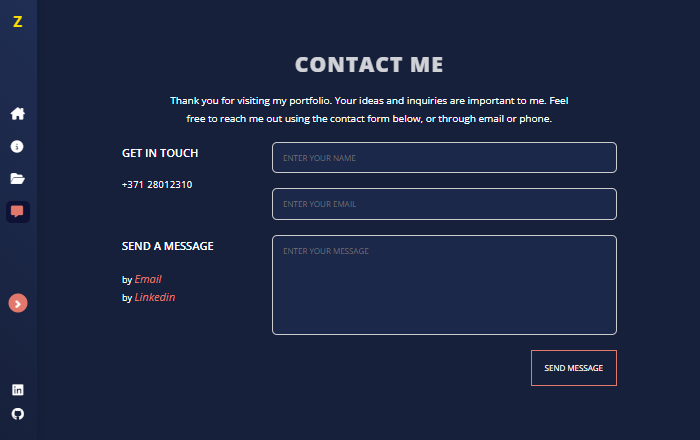 Z
CONTACT ME
Thank you for visiting my portfolio. Your ideas and inquiries are important to me. Feel
free to reach me out using the contact form below, or through email or phone.
GET IN TOUCH
+371 28012310
SEND A MESSAGE
by Email
by Linkedin
ENTER YOUR NAME
ENTER YOUR EMAIL
ENTER YOUR MESSAGE
SEND MESSAGE
in